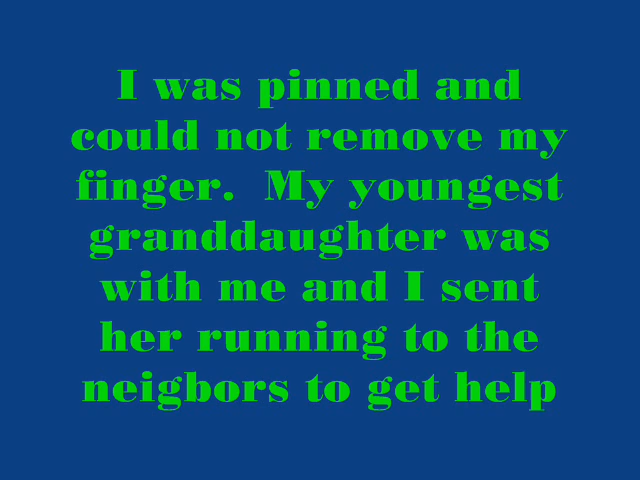 I was pinned and
could not remove my
finger.  My youngest
granddaughter was
with me and I sent
her running to the
neigbors to get help